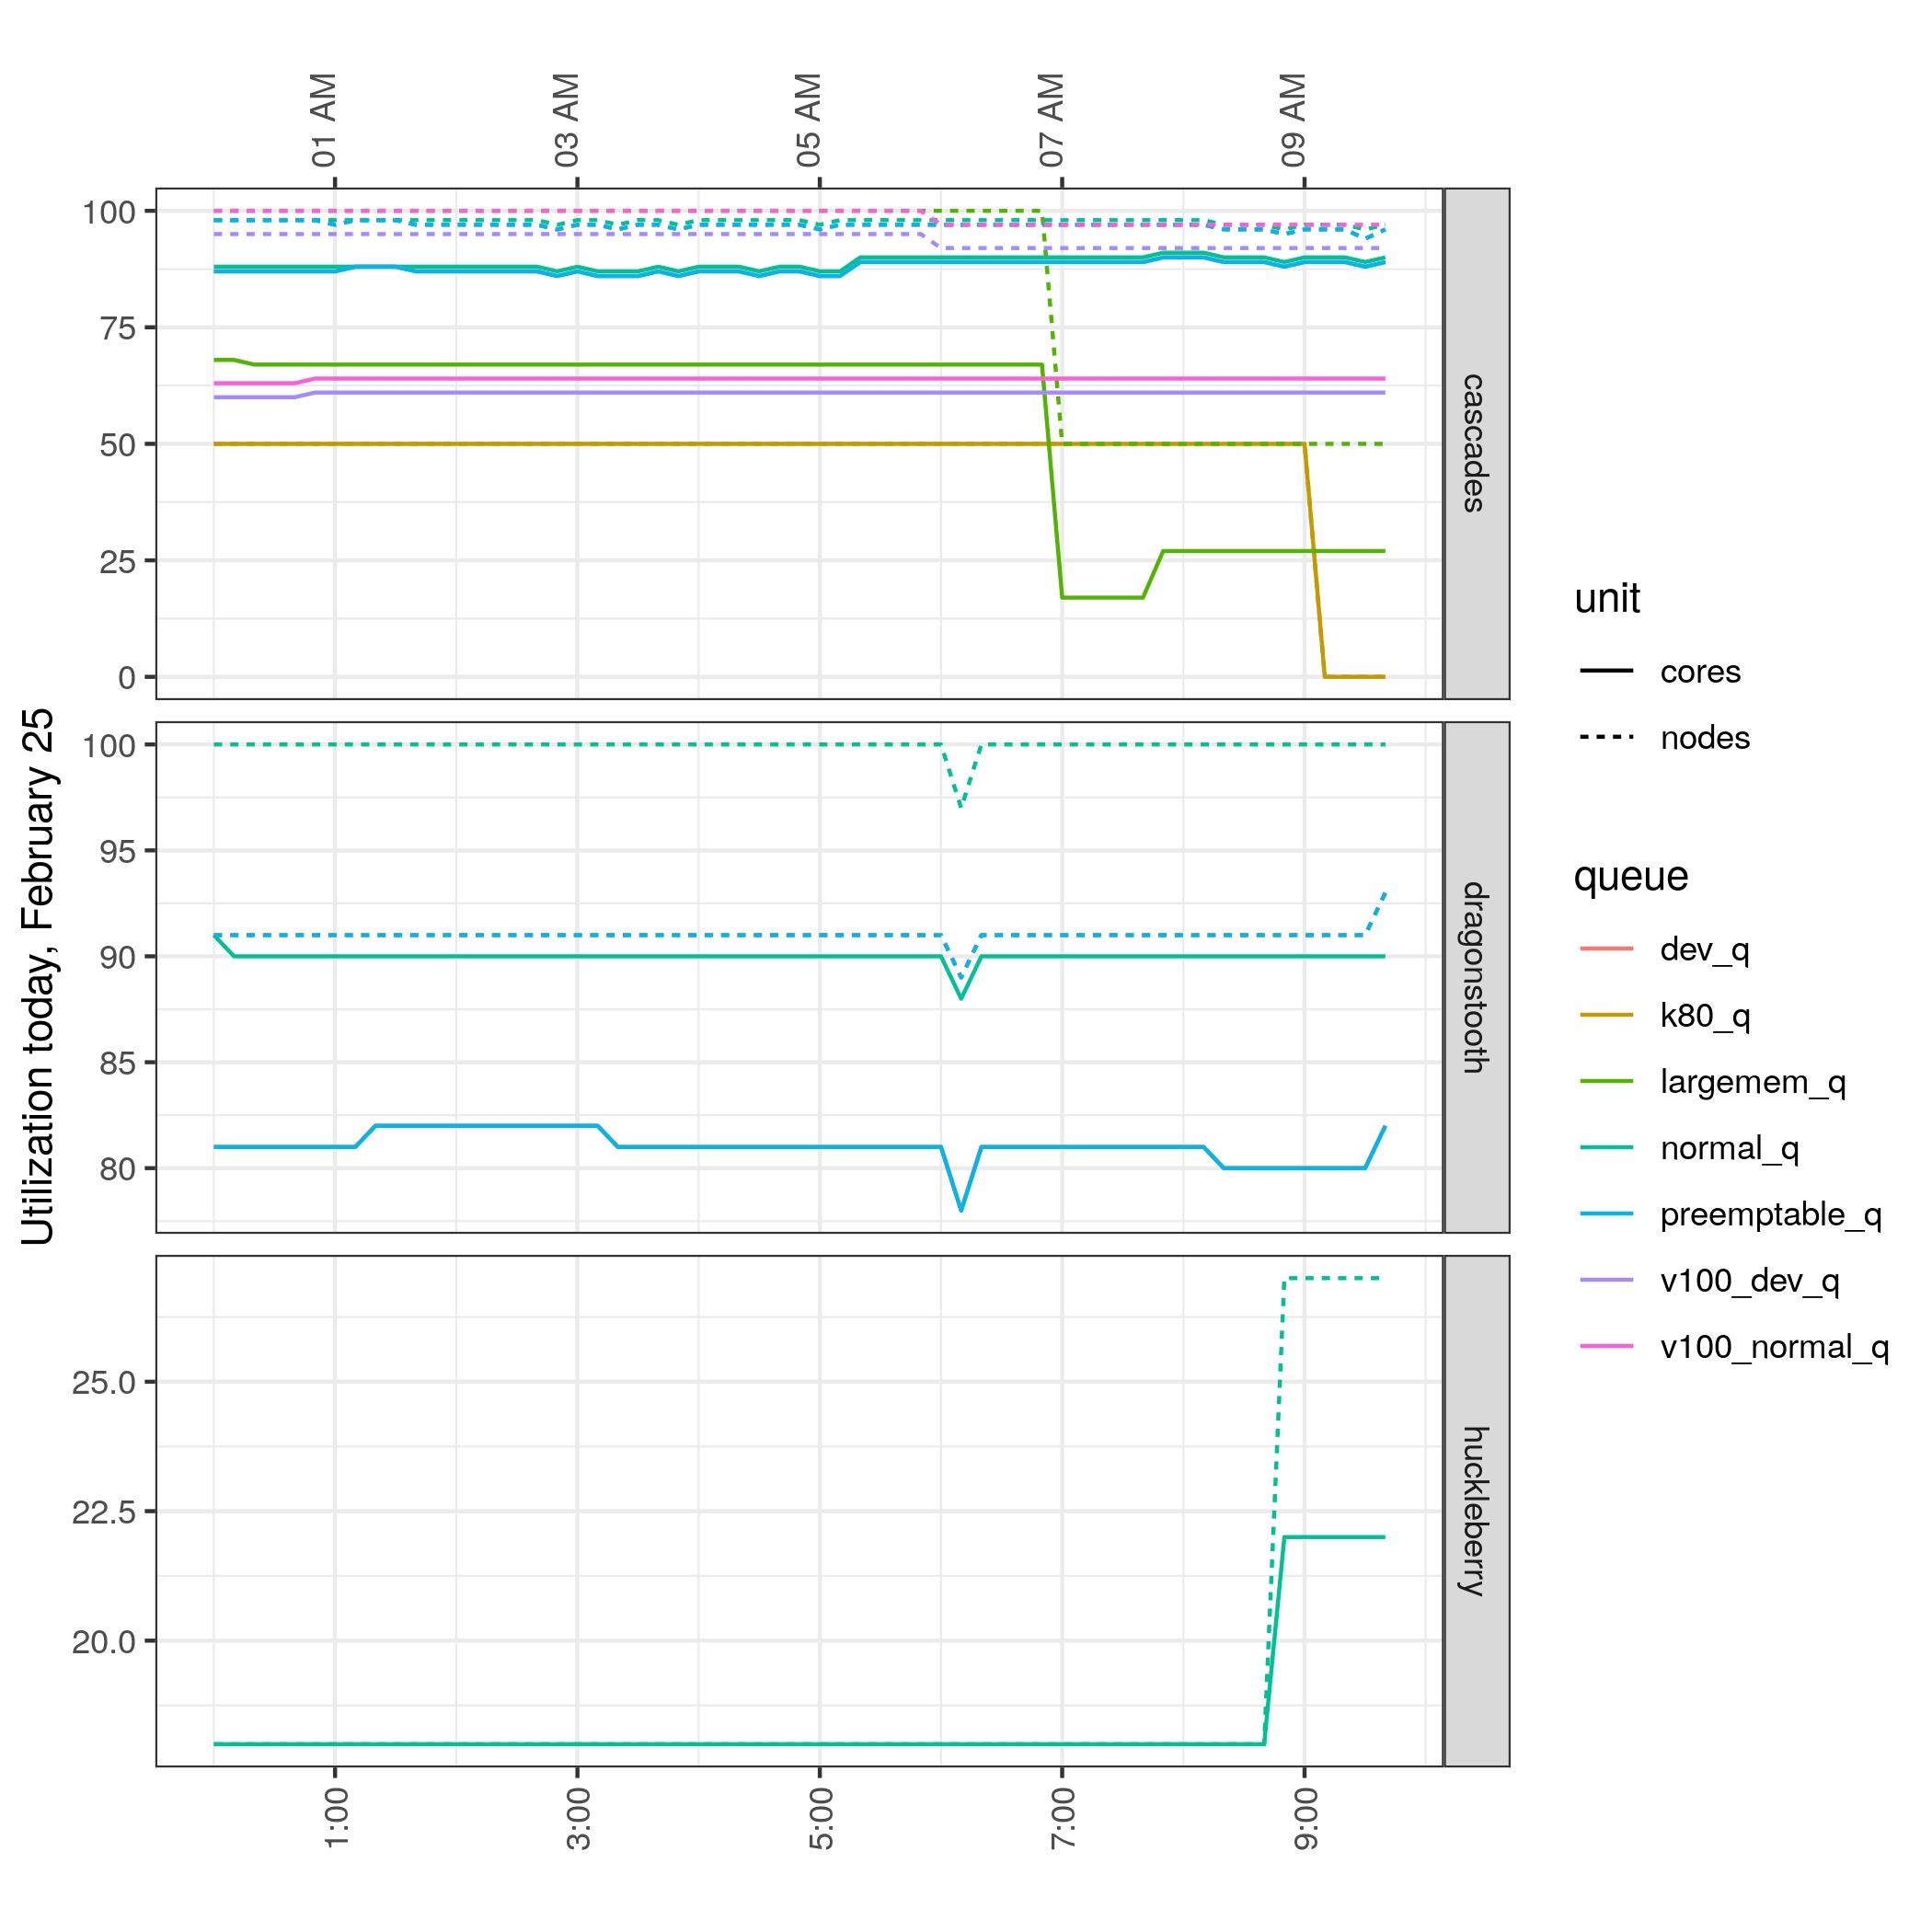 01 AM
03 AM
05 AM
07 AM
09 AM
Utilization today, February 25
100
75
50
25
0
cascades
100
95
90
85
80
dragonstooth
25.0
22.5
20.0
huckleberry
1:00
3:00
5:00
7:00
9:00
unit
cores
nodes
queue
dev_q
k80_q
largemem_q
normal_q
preemptable_q
v100_dev_q
v100_normal_q